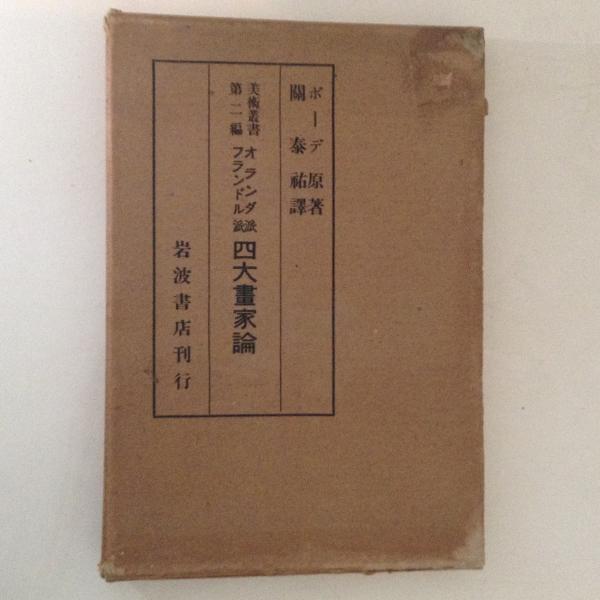 ボーデ原著
關泰祐譯
美術叢書
第二編
オランダ派
フランドル派
四大畫家論
岩波書店刊行